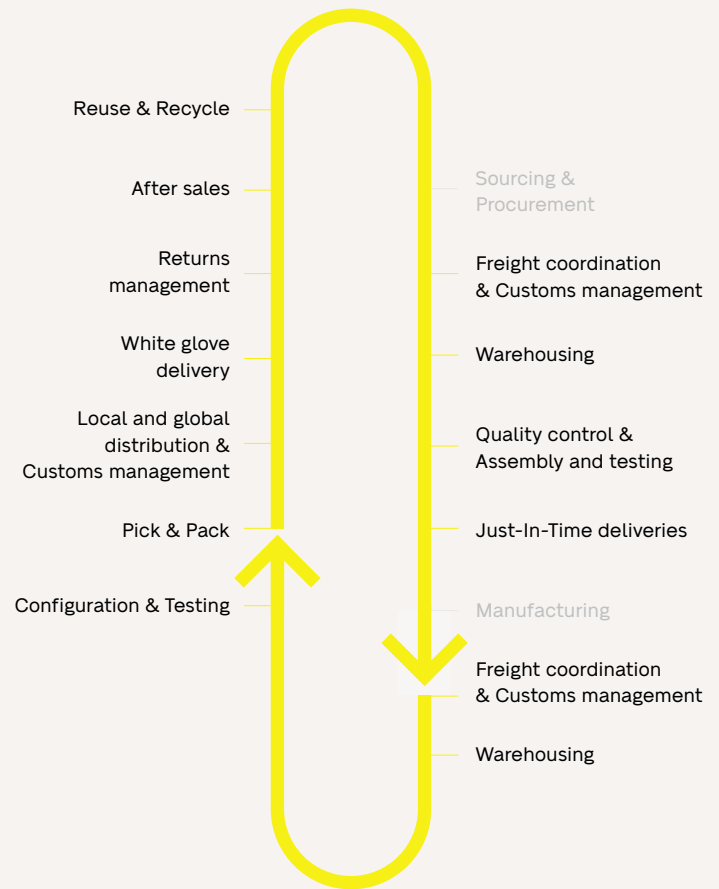 Reuse & Recycle
After sales
Returns
management
White glove
delivery
Local and global
distribution &
Customs management
Pick & Pack
Configuration & Testing
Sourcing &
Procurement
Freight coordination
& Customs management
Warehousing
Quality control &
Assembly and testing
Just-In-Time deliveries
Manufacturing
Freight coordination
& Customs management
Warehousing